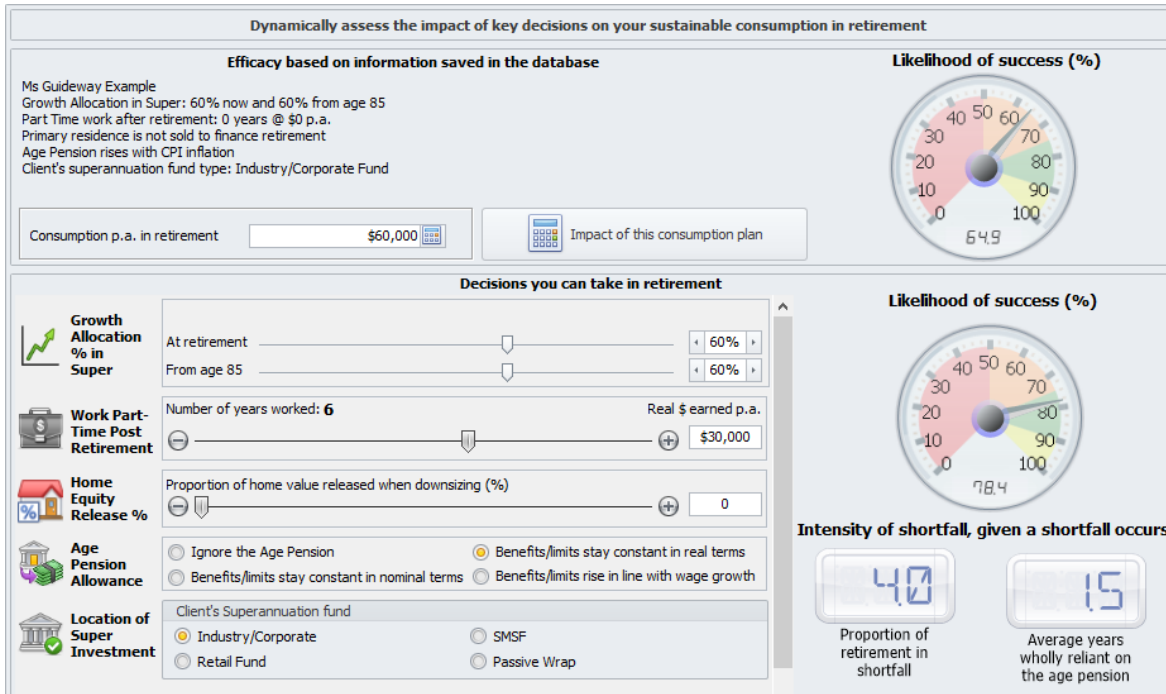 Dynamically assess the impact of key decisions on your sustainable consumption in retirement
Efficacy based on information saved in the database
Ms Guideway Example
Growth Allocation in Super: 60% now and 60% from age 85
Part Time work after retirement: 0 years @ $0 p.a.
Primary residence is not sold to finance retirement
Age Pension rises with CPI inflation
Client's superannuation fund type: Industry/Corporate Fund
Consumption p.a. in retirement
$60,000
Impact of this consumption plan
Likelihood of success (%)
0
10
20
30
40
50
60
70
80
90
100
64.9
Decisions you can take in retirement
Growth
Allocation
% in
Super
At retirement
60%
From age 85
60%
Work Part-
Time Post
Retirement
Number of years worked: 6
Real $ earned p.a.
$30,000
Home
Equity
Release %
Proportion of home value released when downsizing (%)
0
Age
Pension
Allowance
Ignore the Age Pension
Benefits/limits stay constant in real terms
Benefits/limits stay constant in nominal terms
Benefits/limits rise in line with wage growth
Location of
Super
Investment
Client's Superannuation fund
Industry/Corporate
SMSF
Retail Fund
Passive Wrap
Likelihood of success (%)
0
10
20
30
40
50
60
70
80
90
100
78.4
Intensity of shortfall, given a shortfall occurs
4.0
Proportion of
retirement in
shortfall
1.5
Average years
wholly reliant on
the age pension